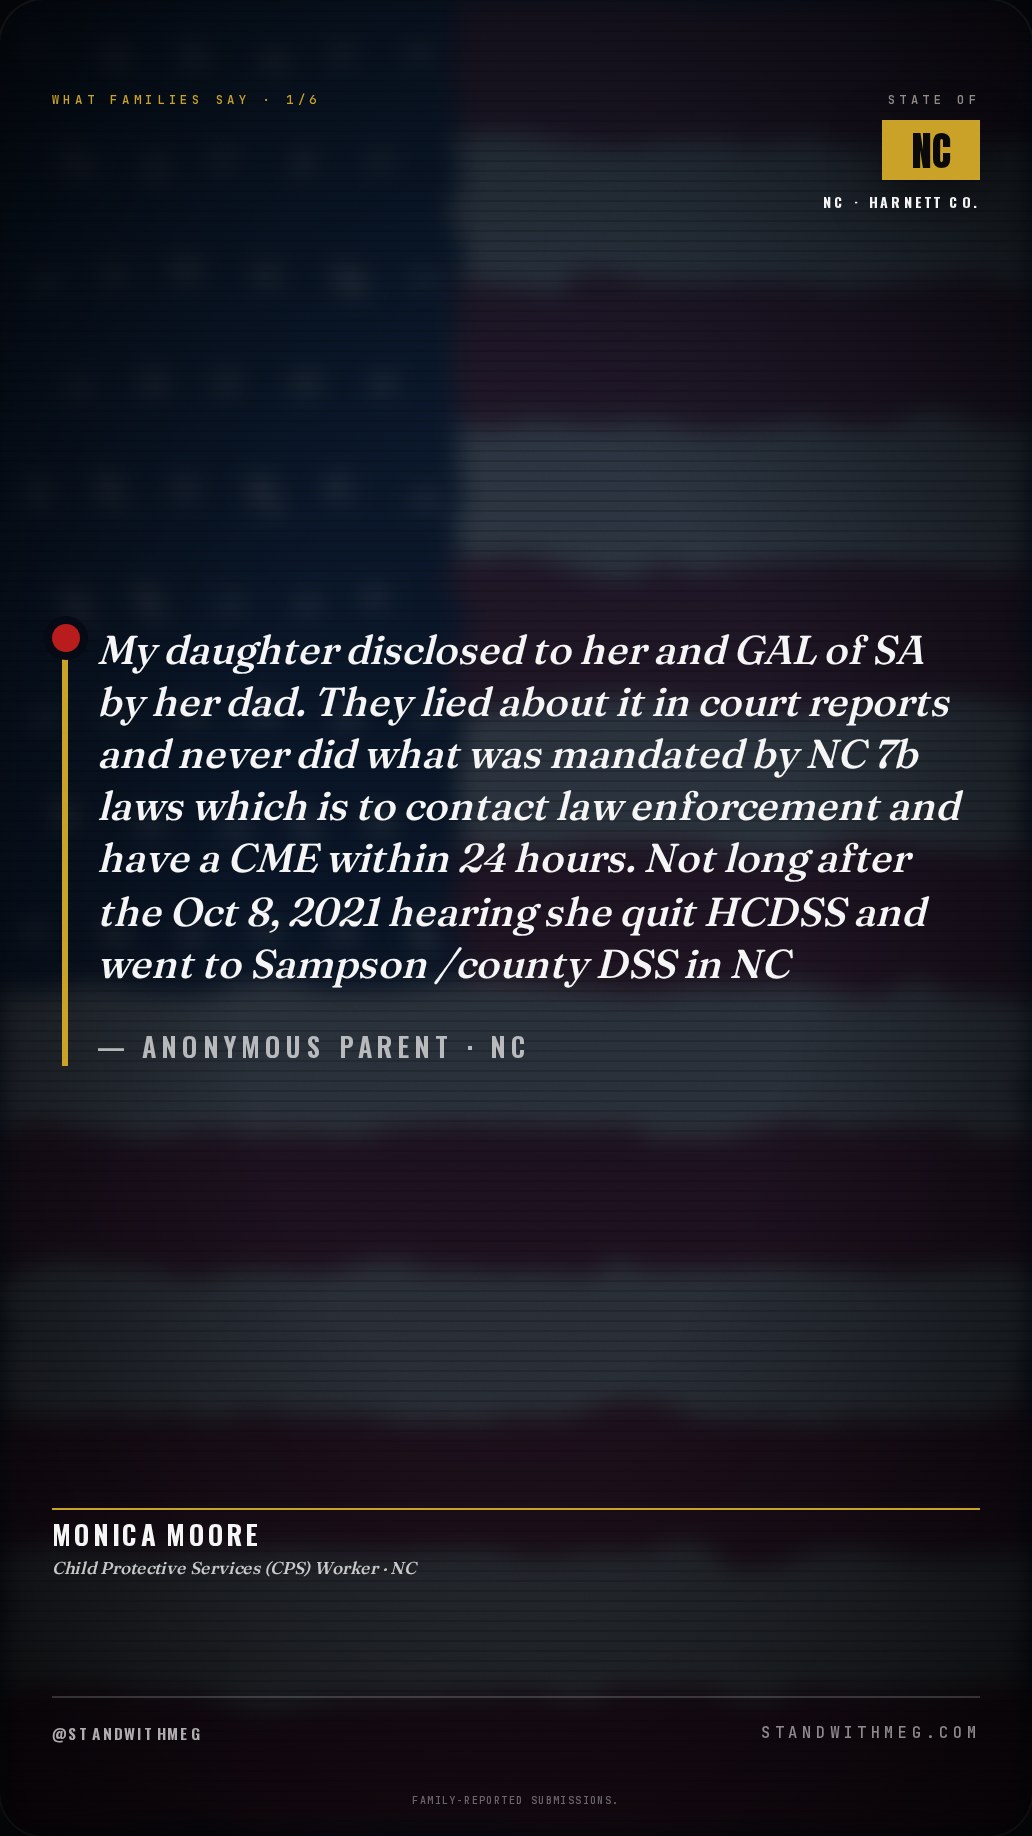 WHAT FAMILIES SAY · 1/6
STATE OF
NC
NC · HARNETT CO.
My daughter disclosed to her and GAL of SA
by her dad. They lied about it in court reports
and never did what was mandated by NC 7b
laws which is to contact law enforcement and
have a CME within 24 hours. Not long after
the Oct 8, 2021 hearing she quit HCDSS and
went to Sampson /county DSS in NC
— ANONYMOUS PARENT · NC
MONICA MOORE
Child Protective Services (CPS) Worker · NC
@STANDWITHMEG
STANDWITHMEG.COM
FAMILY-REPORTED SUBMISSIONS.